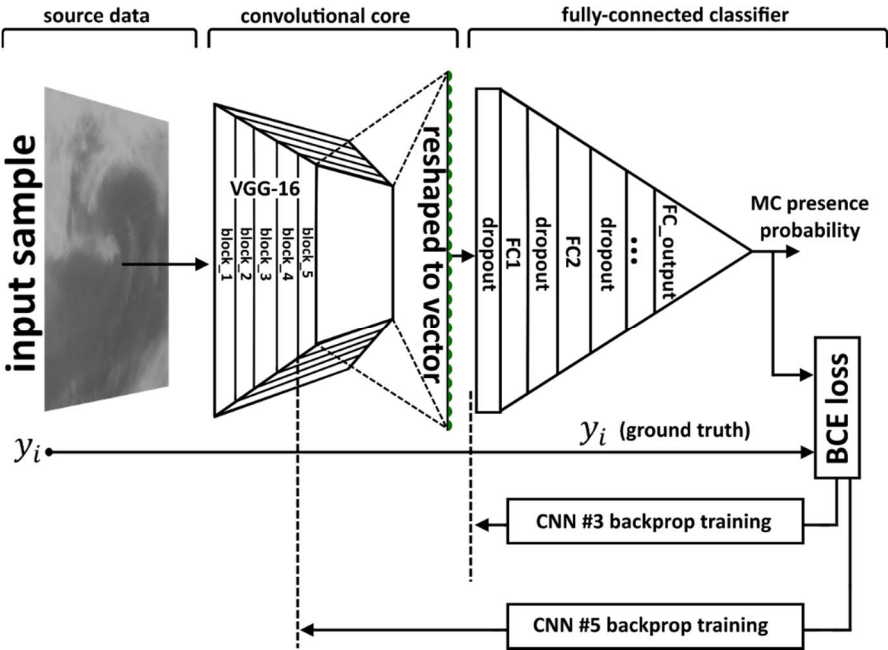 source data
convolutional core
fully-connected classifier
input sample
VGG-16
block_1
block_2
block_3
block_4
block_5
reshaped to vector
dropout
FC1
dropout
FC2
dropout
...
FC_output
MC presence
probability
BCE loss
y_i
y_i (ground truth)
CNN #3 backprop training
CNN #5 backprop training